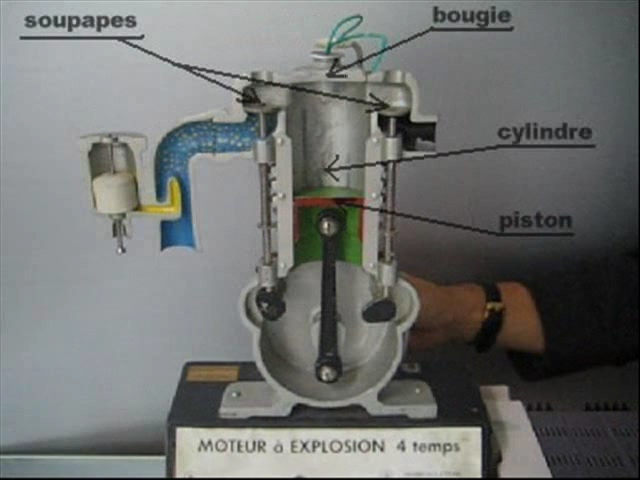 soupapes
bougie
cylindre
piston
MOTEUR à EXPLOSION 4 temps